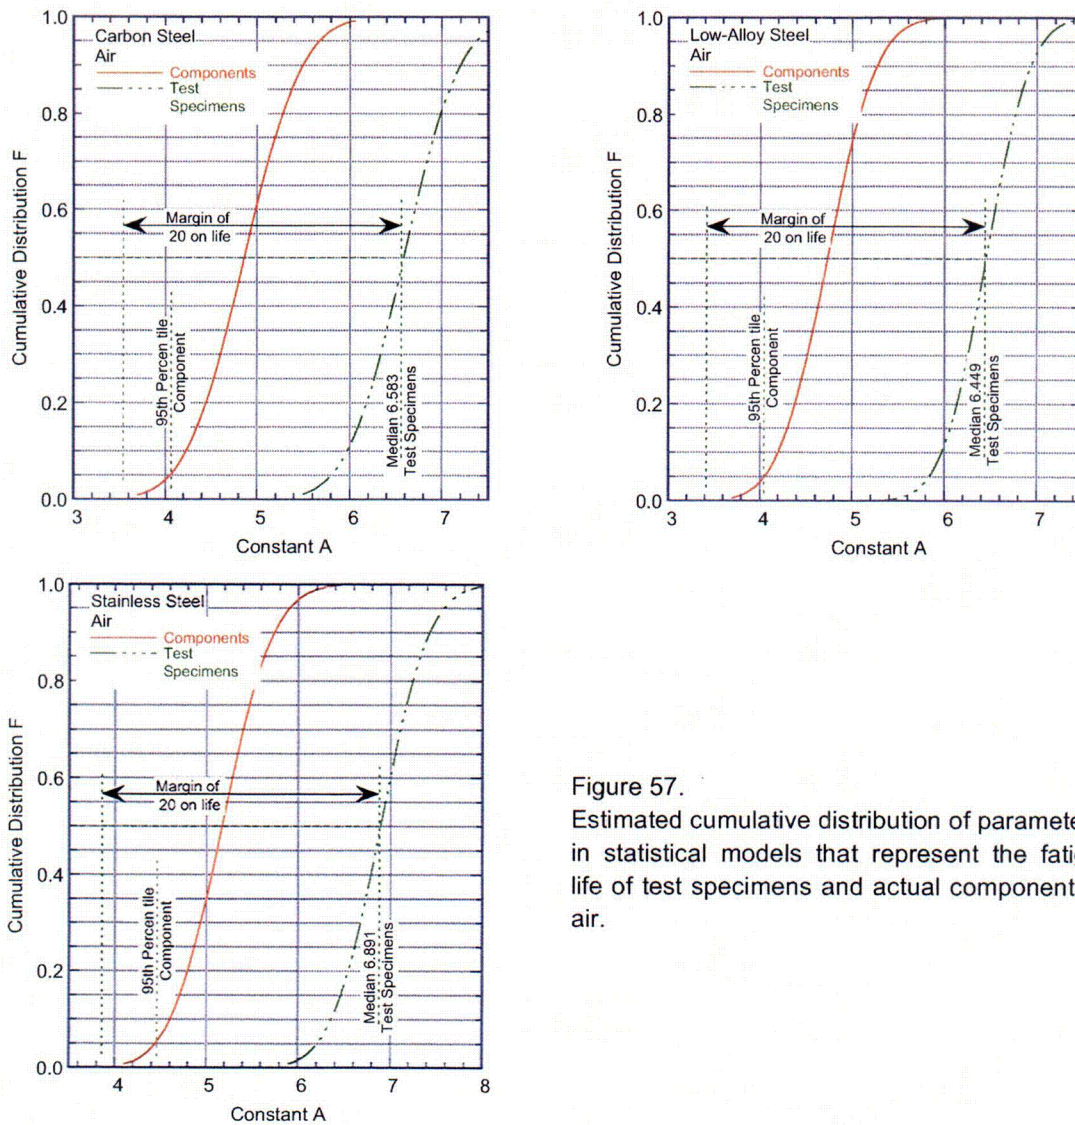 Carbon Steel
Air
Components
Test
Specimens
Margin of
20 on life
95th Percen tile
Component
Median 6.583
Test Specimens
Cumulative Distribution F
1.0
0.8
0.6
0.4
0.2
0.0
3 4 5 6 7
Constant A
Low-Alloy Steel
Air
Components
Test
Specimens
Margin of
20 on life
95th Percen tile
Component
Median 6.449
Test Specimens
Cumulative Distribution F
1.0
0.8
0.6
0.4
0.2
0.0
3 4 5 6 7
Constant A
Stainless Steel
Air
Components
Test
Specimens
Margin of
20 on life
95th Percen tile
Component
Median 6.891
Test Specimens
Cumulative Distribution F
1.0
0.8
0.6
0.4
0.2
0.0
4 5 6 7 8
Constant A
Figure 57.
Estimated cumulative distribution of paramete
in statistical models that represent the fati
life of test specimens and actual component
air.